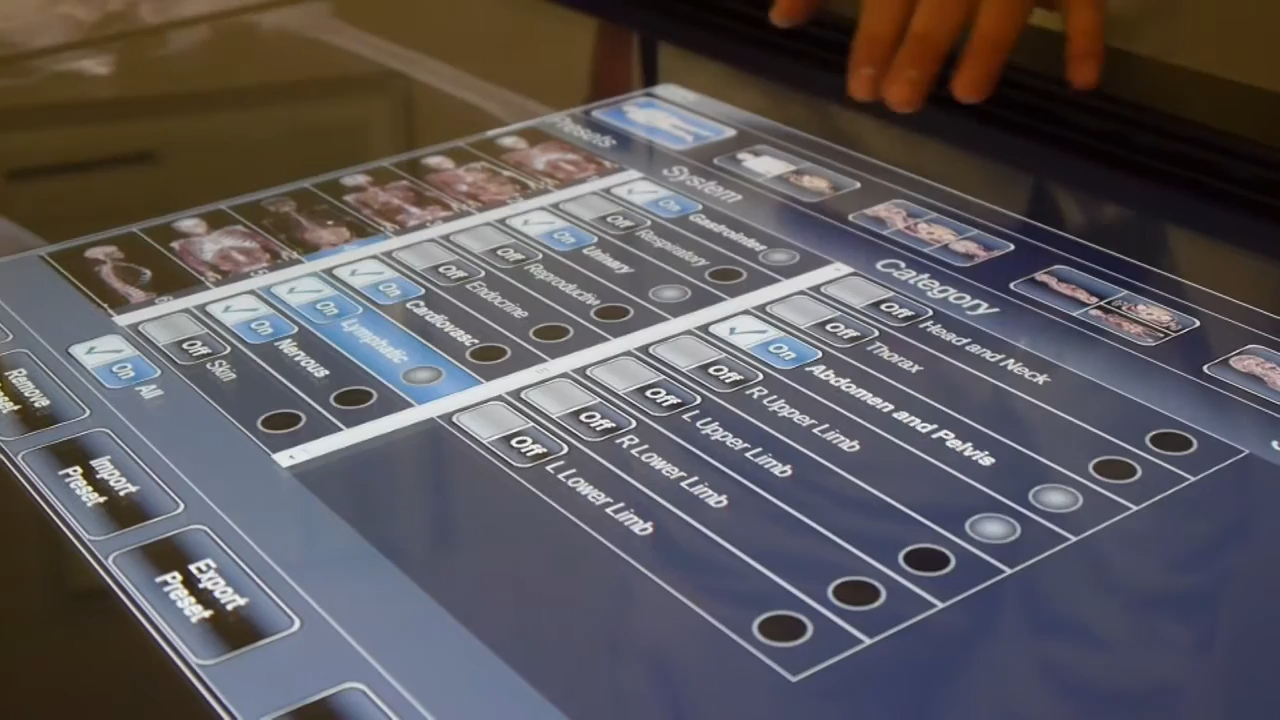 Presets
System
On Gastrointes
Off Respiratory
On Urinary
Off Reproductiv
Off Endocrine
On Cardiovasc
On Lymphatic
On Nervous
Off Skin
On All
Category
Off Head and Neck
Off Thorax
On Abdomen and Pelvis
Off R Upper Limb
Off L Upper Limb
Off R Lower Limb
Off L Lower Limb
Remove
Import
Preset
Export
Preset